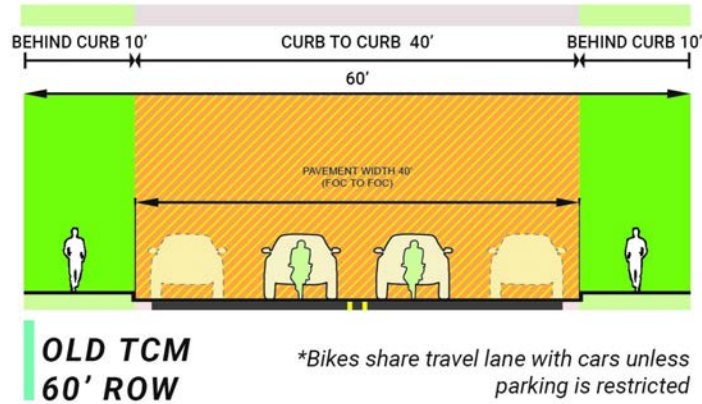 BEHIND CURB 10’ CURB TO CURB 40’ BEHIND CURB 10’
60’
PAVEMENT WIDTH 40'
(FOC TO FOC)
OLD TCM
60’ ROW
*Bikes share travel lane with cars unless
parking is restricted